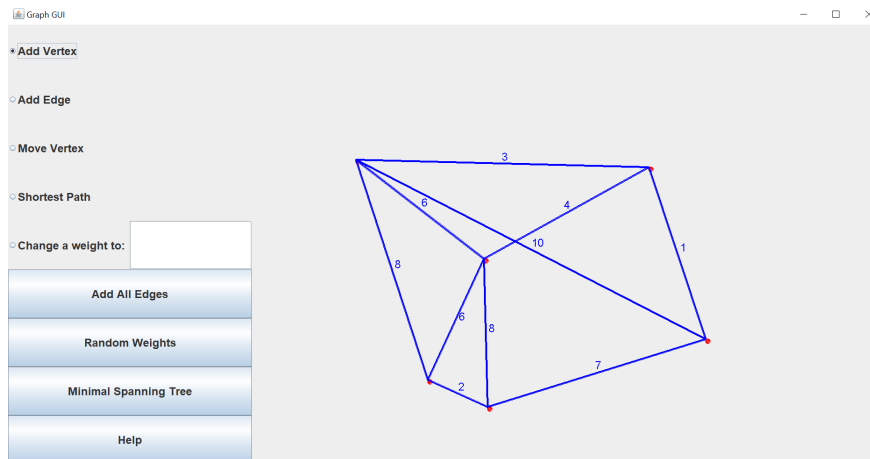 Graph GUI
Add Vertex
Add Edge
Move Vertex
Shortest Path
Change a weight to:
Add All Edges
Random Weights
Minimal Spanning Tree
Help
3
6
4
10
8
1
6
8
7
2